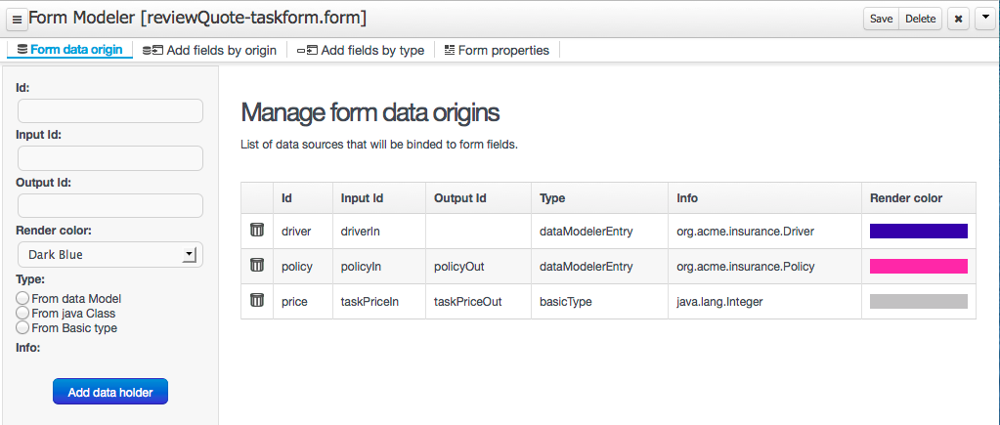 Form Modeler [reviewQuote-taskform.form]
Save Delete
Form data origin Add fields by origin Add fields by type Form properties
Id:
Input Id:
Output Id:
Render color:
Dark Blue
Type:
From data Model
From java Class
From Basic type
Info:
Add data holder
Manage form data origins
List of data sources that will be binded to form fields.
Id Input Id Output Id Type Info Render color
driver driverIn dataModelerEntry org.acme.insurance.Driver
policy policyIn policyOut dataModelerEntry org.acme.insurance.Policy
price taskPriceIn taskPriceOut basicType java.lang.Integer